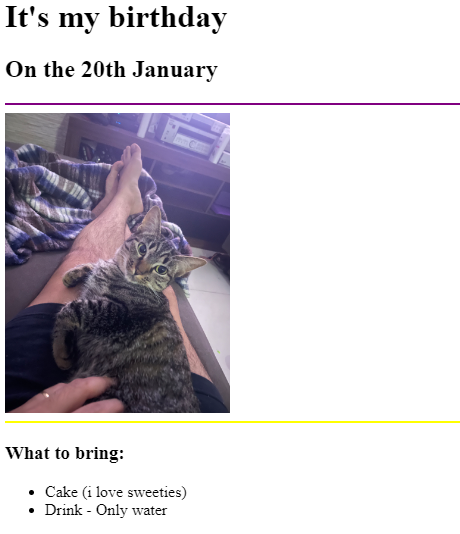 It's my birthday
On the 20th January
What to bring:
Cake (i love sweeties)
Drink - Only water